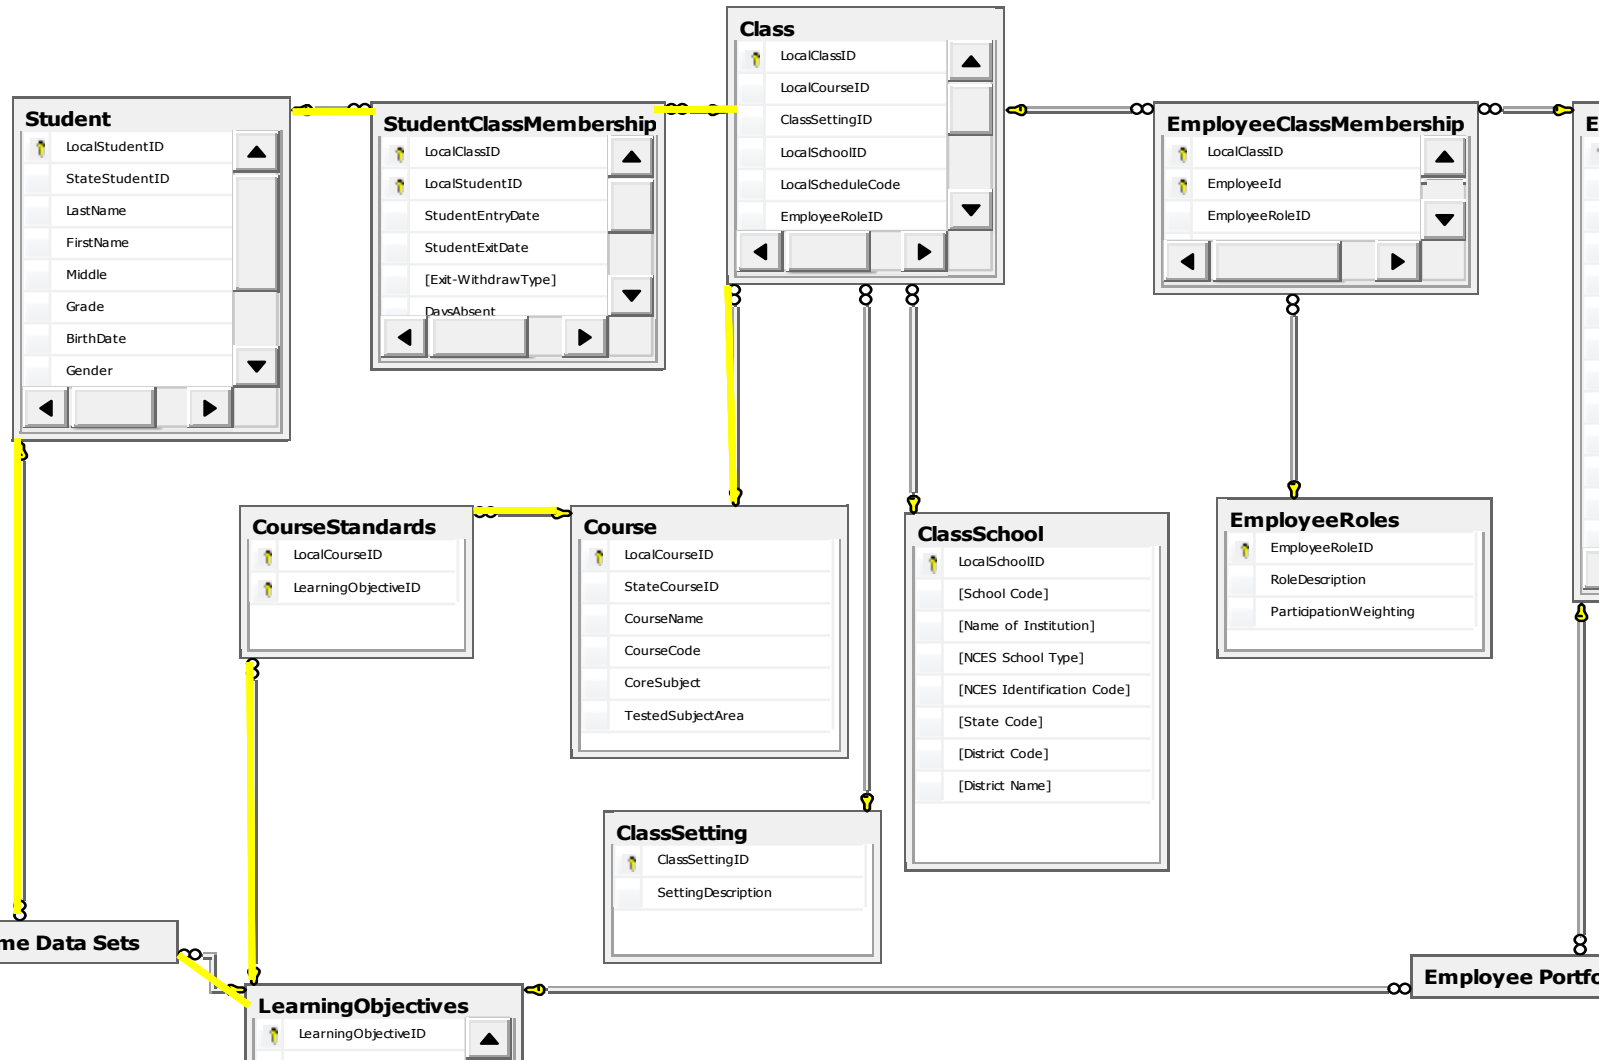 Class
LocalClassID
LocalCourseID
ClassSettingID
LocalSchoolID
LocalScheduleCode
EmployeeRoleID
Student
LocalStudentID
StateStudentID
LastName
FirstName
Middle
Grade
BirthDate
Gender
StudentClassMembership
LocalClassID
LocalStudentID
StudentEntryDate
StudentExitDate
[Exit-WithdrawType]
DaysAbsent
EmployeeClassMembership
LocalClassID
EmployeeId
EmployeeRoleID
E
CourseStandards
LocalCourseID
LearningObjectiveID
Course
LocalCourseID
StateCourseID
CourseName
CourseCode
CoreSubject
TestedSubjectArea
ClassSchool
LocalSchoolID
[School Code]
[Name of Institution]
[NCES School Type]
[NCES Identification Code]
[State Code]
[District Code]
[District Name]
EmployeeRoles
EmployeeRoleID
RoleDescription
ParticipationWeighting
ClassSetting
ClassSettingID
SettingDescription
me Data Sets
LearningObjectives
LearningObjectiveID
Employee Portfo